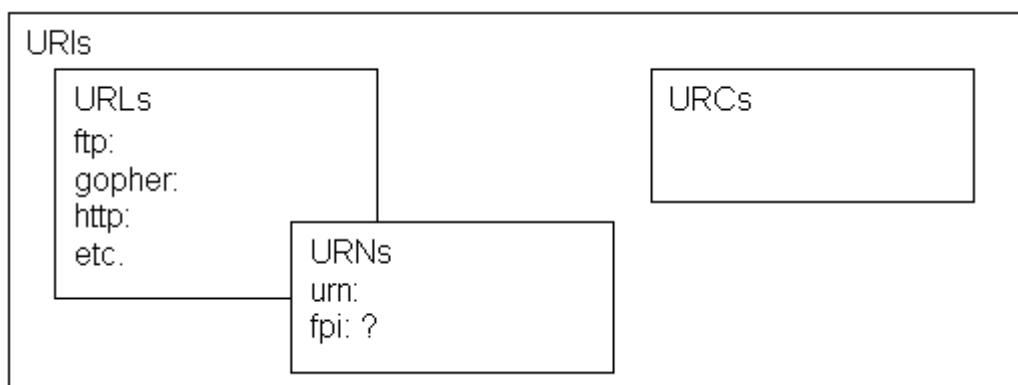 URIs
URLs
ftp:
gopher:
http:
etc.
URNs
urn:
fpi: ?
URCs